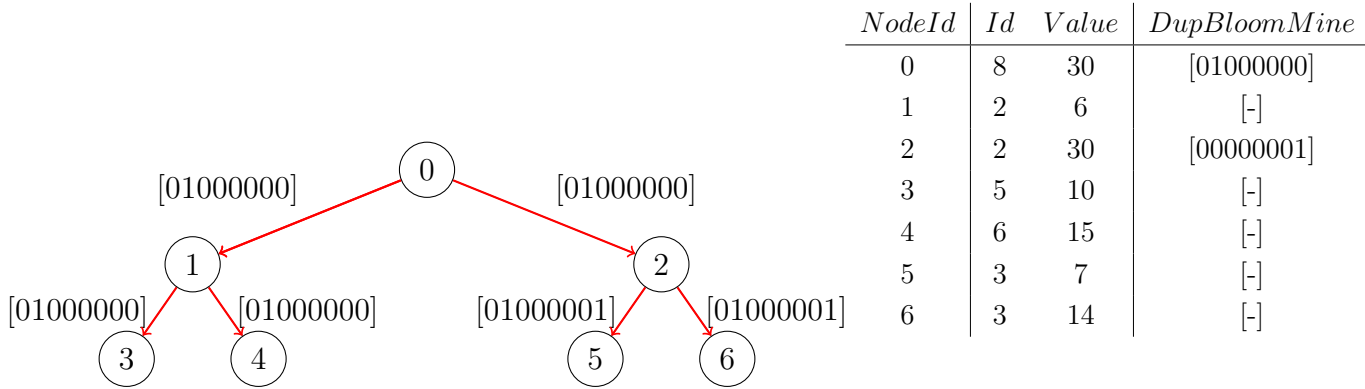 NodeId Id Value DupBloomMine
0 8 30 [01000000]
1 2 6 [-]
2 2 30 [00000001]
3 5 10 [-]
4 6 15 [-]
5 3 7 [-]
6 3 14 [-]
0
[01000000] [01000000]
1 2
[01000000] [01000000] [01000001] [01000001]
3 4 5 6